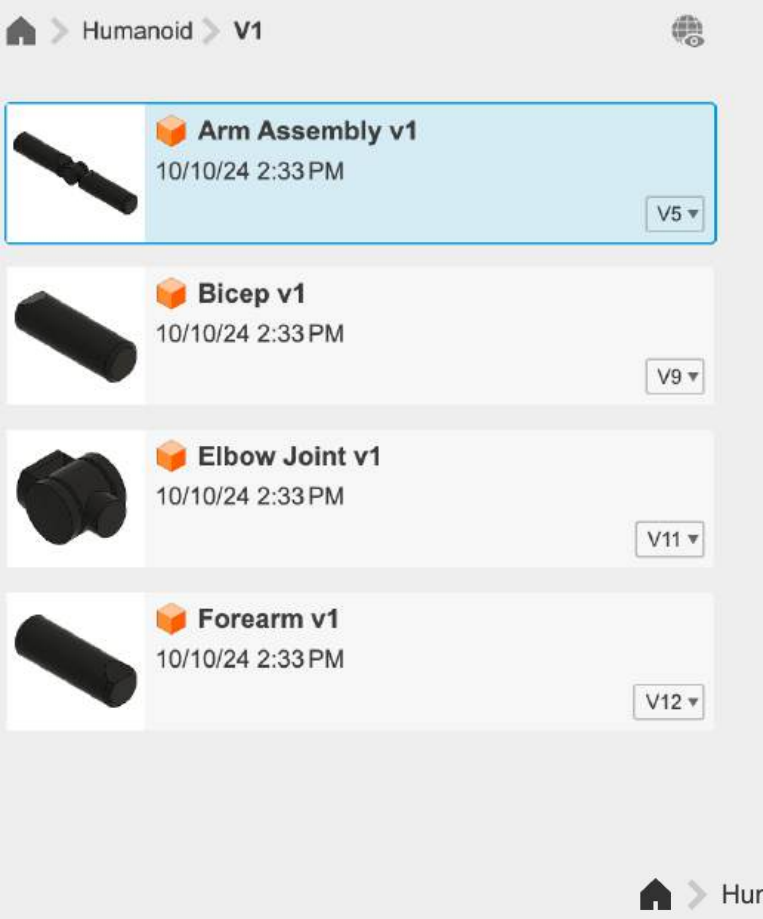 Humanoid V1
Arm Assembly v1
10/10/24 2:33 PM
V5
Bicep v1
10/10/24 2:33 PM
V9
Elbow Joint v1
10/10/24 2:33 PM
V11
Forearm v1
10/10/24 2:33 PM
V12